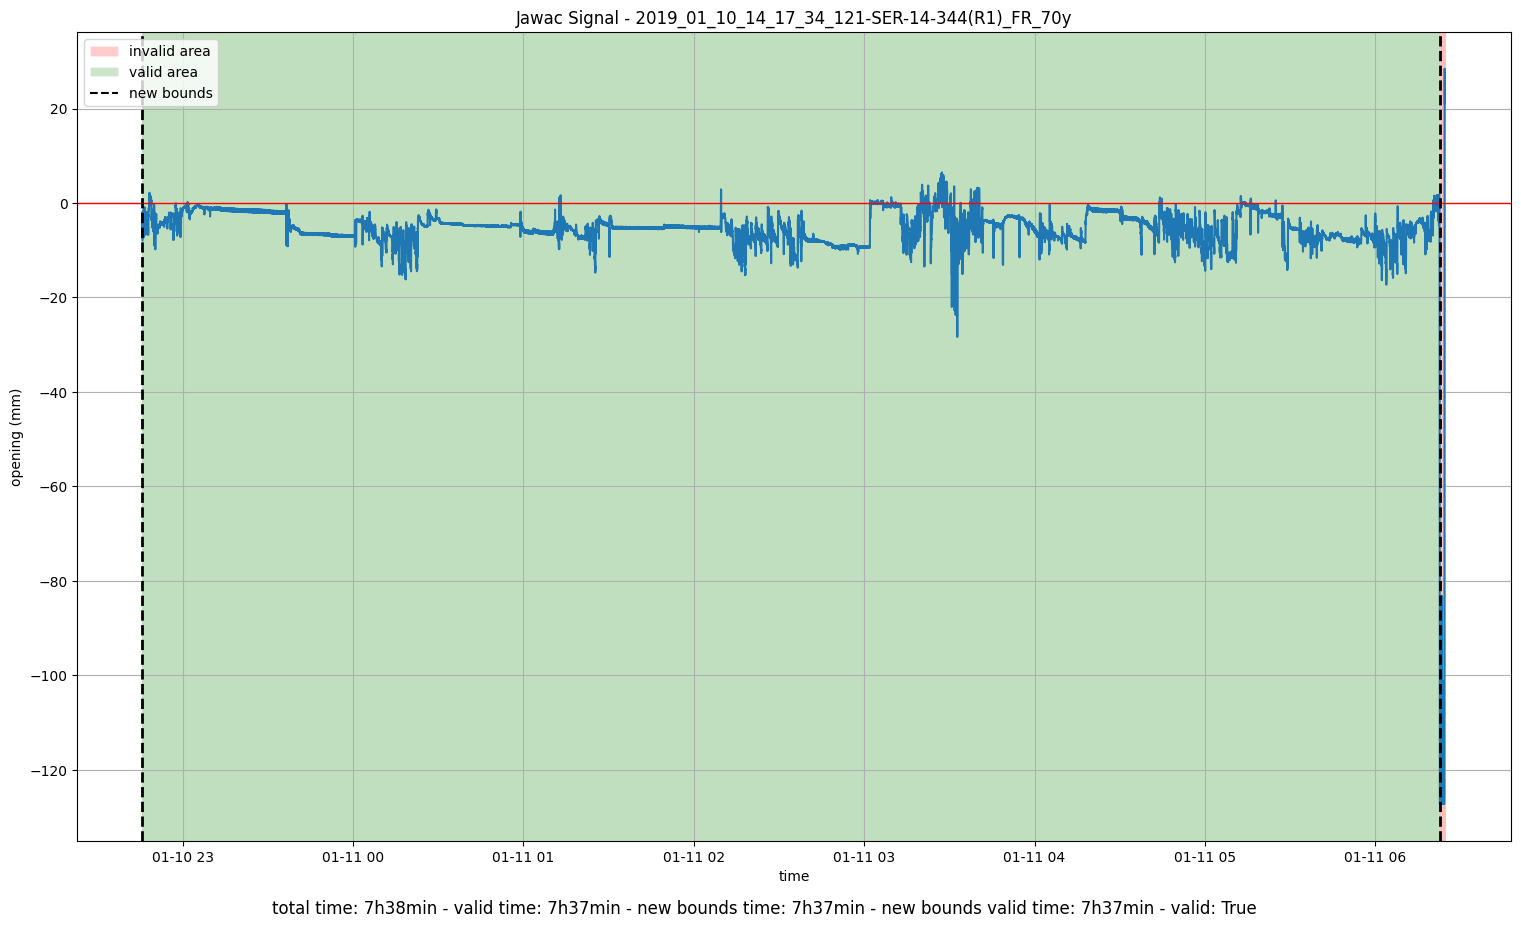 Jawac Signal - 2019_01_10_14_17_34_121-SER-14-344(R1)_FR_70y
invalid area
valid area
new bounds
20
0
−20
−40
−60
−80
−100
−120
opening (mm)
01-10 23
01-11 00
01-11 01
01-11 02
01-11 03
01-11 04
01-11 05
01-11 06
time
total time: 7h38min - valid time: 7h37min - new bounds time: 7h37min - new bounds valid time: 7h37min - valid: True